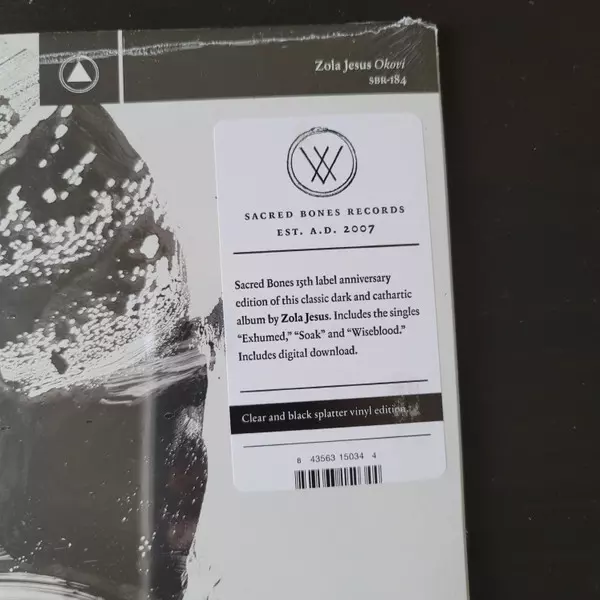 Zola Jesus Okovi
SBR-184
SACRED BONES RECORDS
EST. A.D. 2007
Sacred Bones 15th label anniversary
edition of this classic dark and cathartic
album by Zola Jesus. Includes the singles
“Exhumed,” “Soak” and “Wiseblood.”
Includes digital download.
Clear and black splatter vinyl edition.
8 43563 15034 4